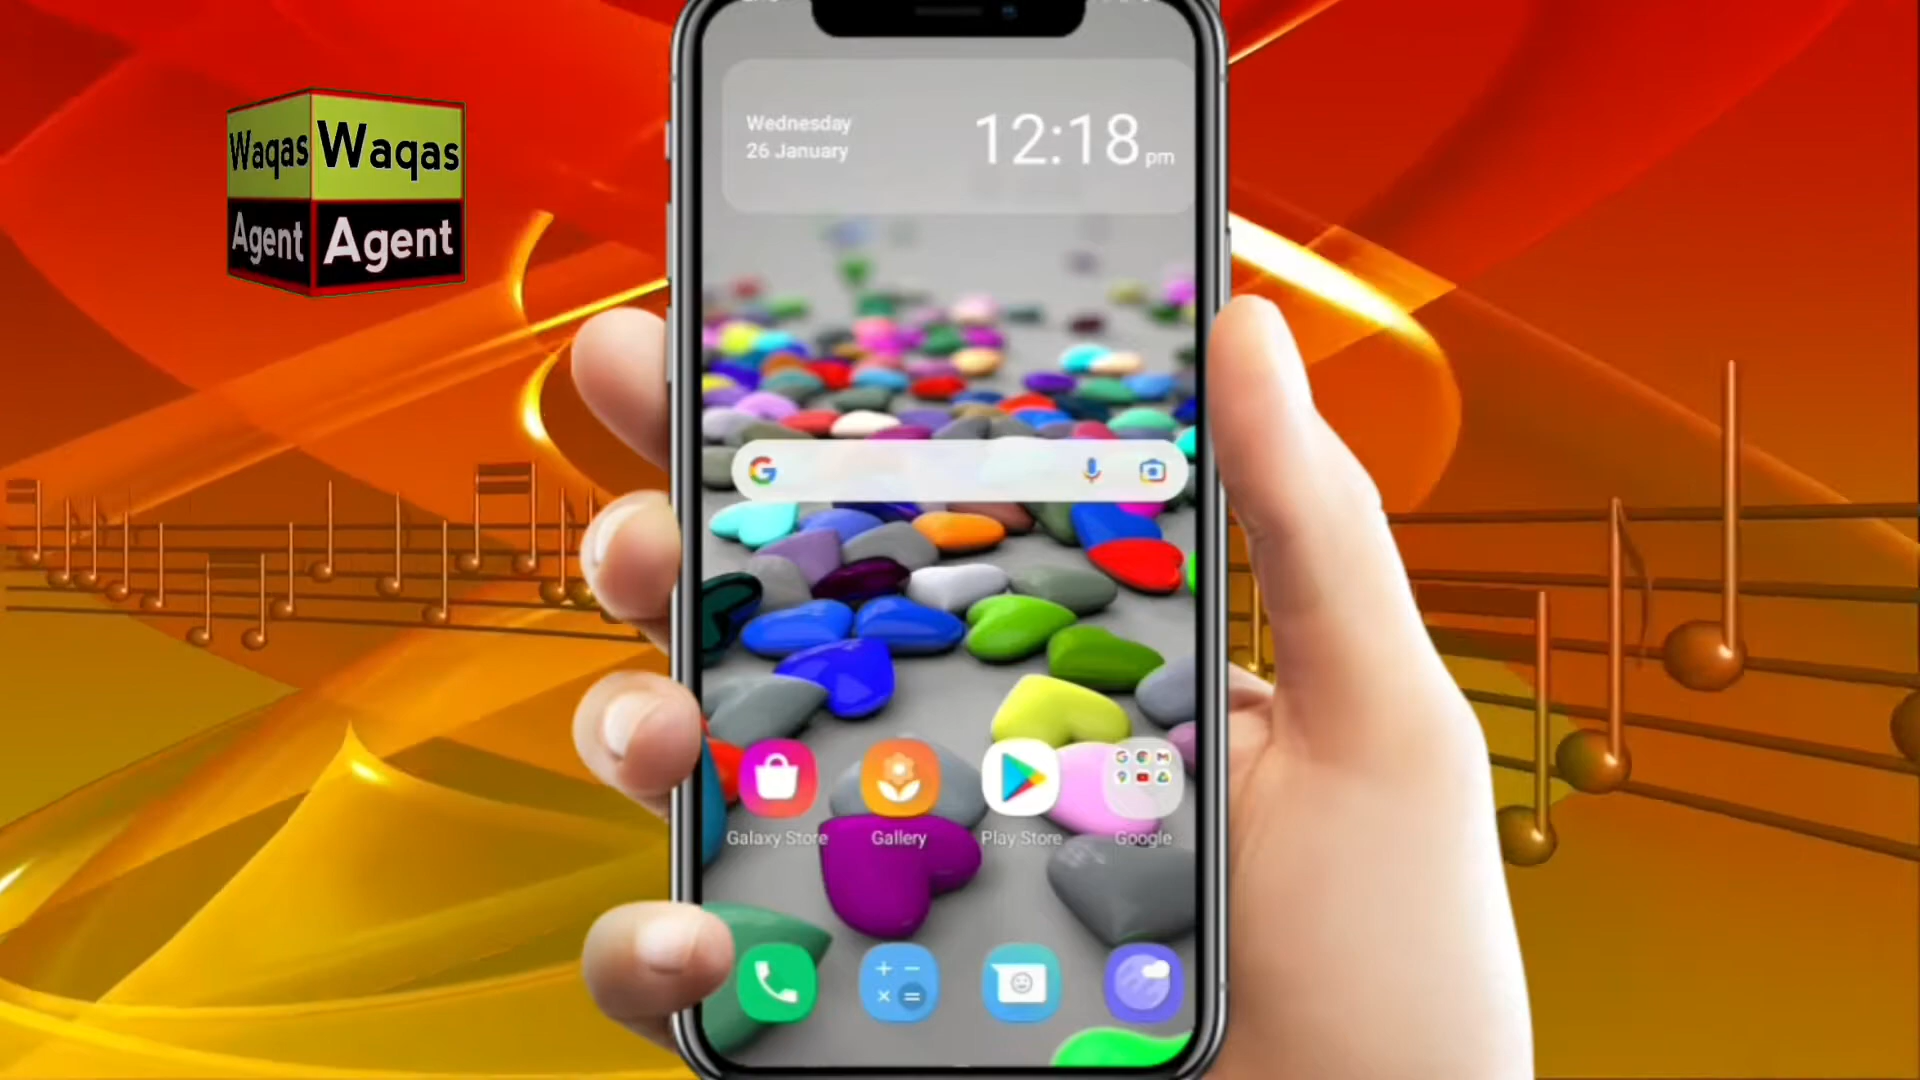 Waqas Waqas
Agent Agent
Wednesday
26 January
12:18 pm
Galaxy Store
Gallery
Play Store
Google